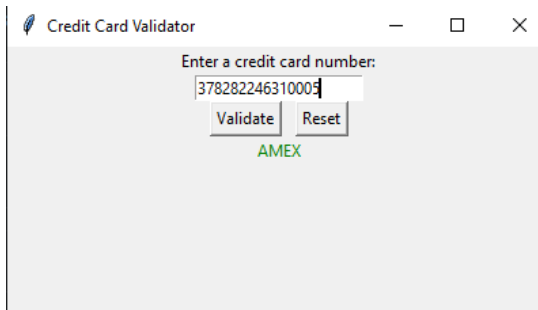 Credit Card Validator
Enter a credit card number:
378282246310005
Validate Reset
AMEX